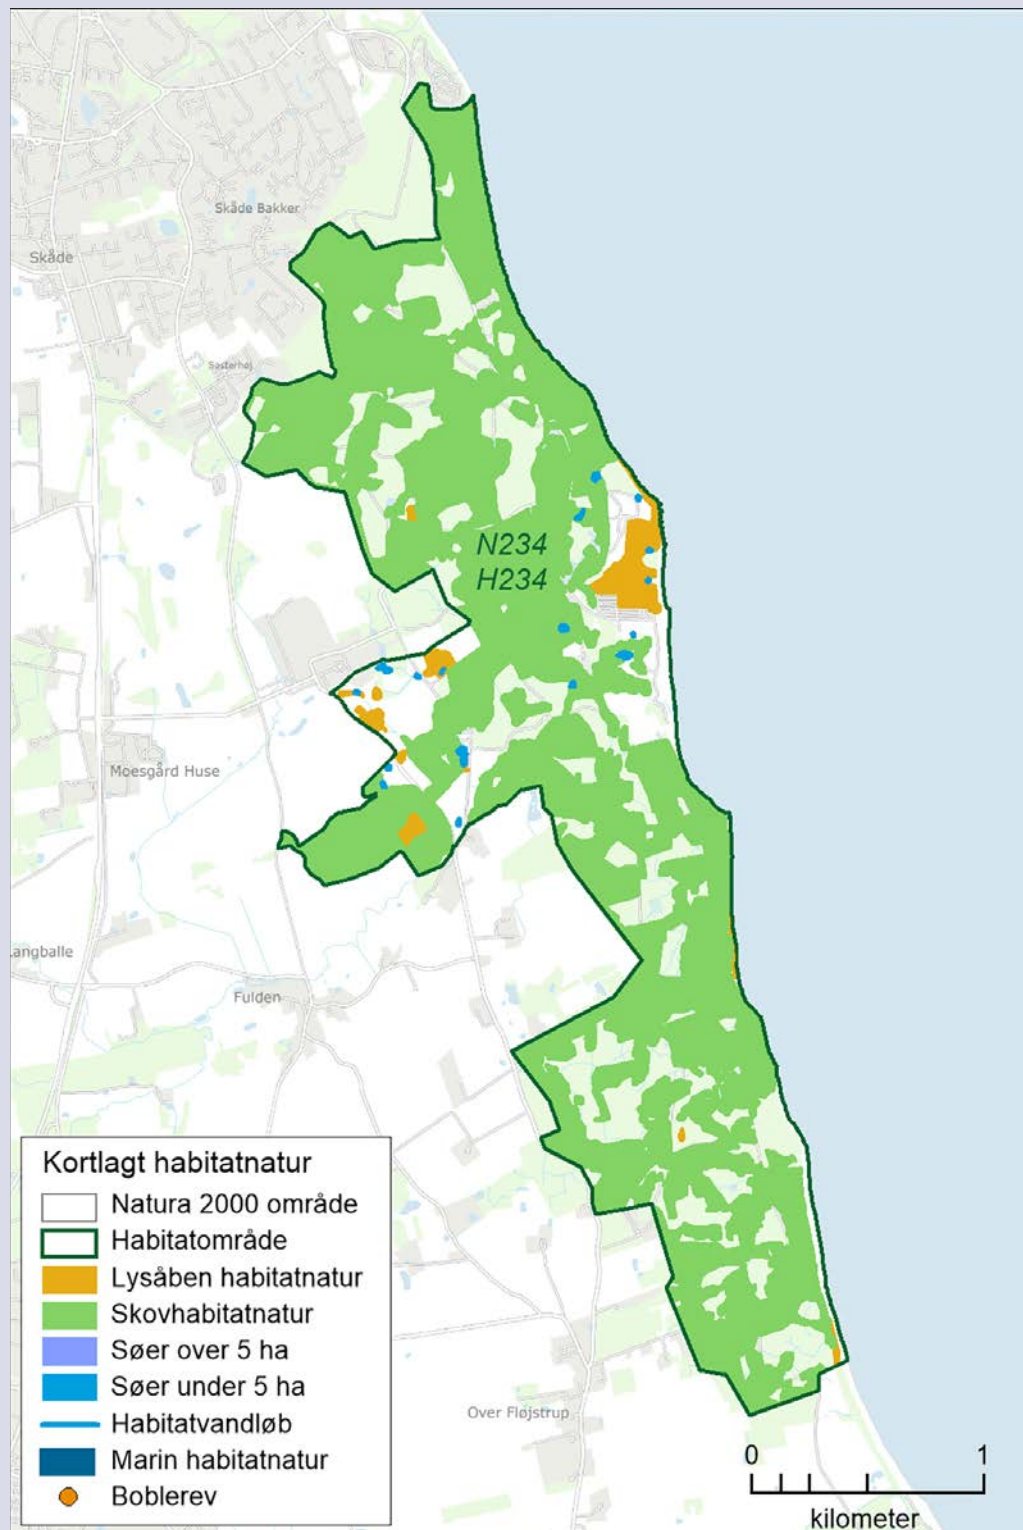 Skåde Bakker
Skåde
Søsterhøj
N234
H234
Moesgård Huse
Langballe
Fulden
Kortlagt habitatnatur
Natura 2000 område
Habitatområde
Lysåben habitatnatur
Skovhabitatnatur
Søer over 5 ha
Søer under 5 ha
Habitatvandløb
Marin habitatnatur
Boblerev
Over Fløjstrup
0 1
kilometer